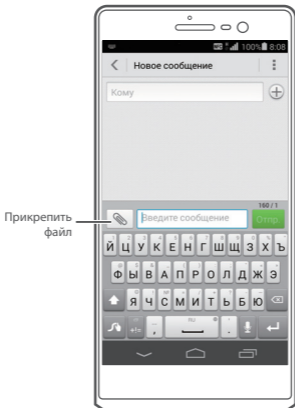 100% 8:08
Новое сообщение
Кому
160 / 1
Прикрепить
файл
Введите сообщение
Отпр.
Й Ц У К Е Н Г Ш Щ З Х Ъ
Ф Ы В А П Р О Л Д Ж Э
Я Ч С М И Т Ь Б Ю
, .